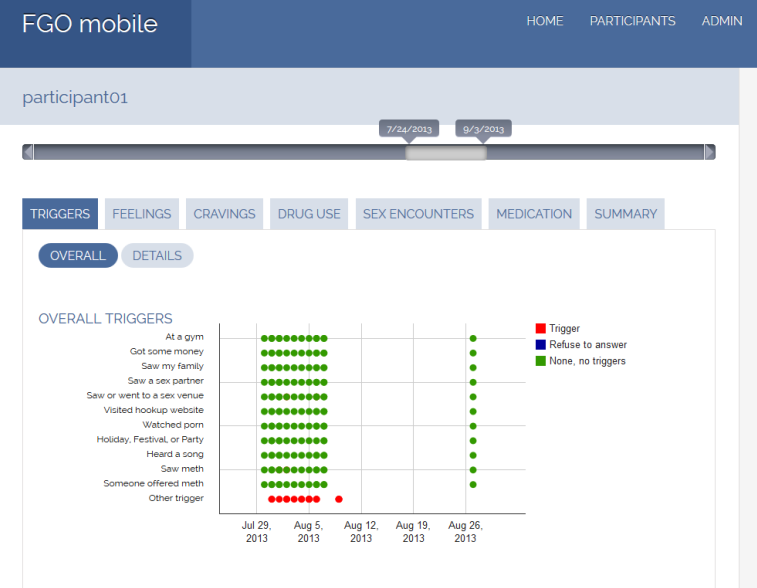 FGO mobile
HOME PARTICIPANTS ADMIN
participant01
7/24/2013 9/3/2013
TRIGGERS FEELINGS CRAVINGS DRUG USE SEX ENCOUNTERS MEDICATION SUMMARY
OVERALL DETAILS
OVERALL TRIGGERS
At a gym
Got some money
Saw my family
Saw a sex partner
Saw or went to a sex venue
Visited hookup website
Watched porn
Holiday, Festival, or Party
Heard a song
Saw meth
Someone offered meth
Other trigger
Jul 29, Aug 5, Aug 12, Aug 19, Aug 26,
2013 2013 2013 2013 2013
Trigger
Refuse to answer
None, no triggers